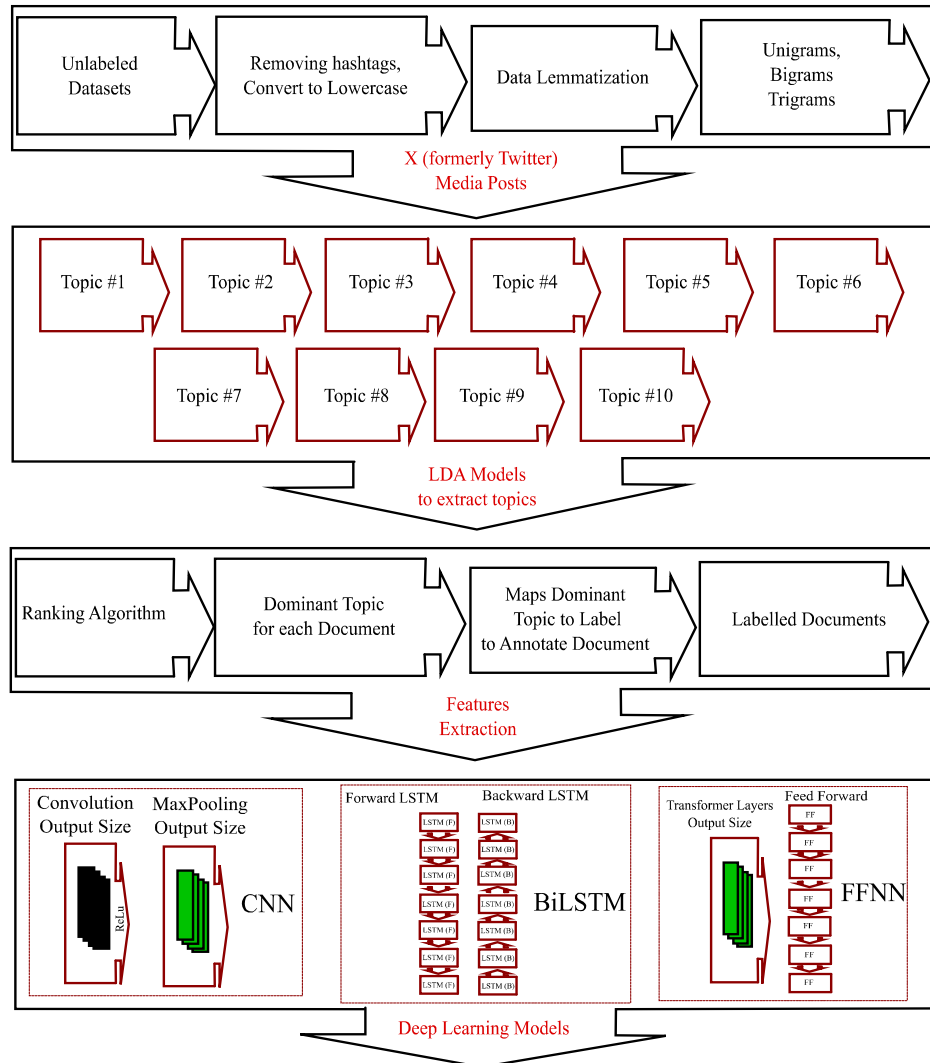 Unlabeled
Datasets
Removing hashtags,
Convert to Lowercase
Data Lemmatization
Unigrams,
Bigrams
Trigrams
X (formerly Twitter)
Media Posts
Topic #1
Topic #2
Topic #3
Topic #4
Topic #5
Topic #6
Topic #7
Topic #8
Topic #9
Topic #10
LDA Models
to extract topics
Ranking Algorithm
Dominant Topic
for each Document
Maps Dominant
Topic to Label
to Annotate Document
Labelled Documents
Features
Extraction
Convolution
Output Size
MaxPooling
Output Size
ReLu
CNN
Forward LSTM
Backward LSTM
LSTM (F)
LSTM (B)
LSTM (F)
LSTM (B)
LSTM (F)
LSTM (B)
LSTM (F)
LSTM (B)
LSTM (F)
LSTM (B)
LSTM (F)
LSTM (B)
LSTM (F)
LSTM (B)
BiLSTM
Transformer Layers
Output Size
Feed Forward
FF
FF
FF
FF
FF
FF
FF
FFNN
Deep Learning Models